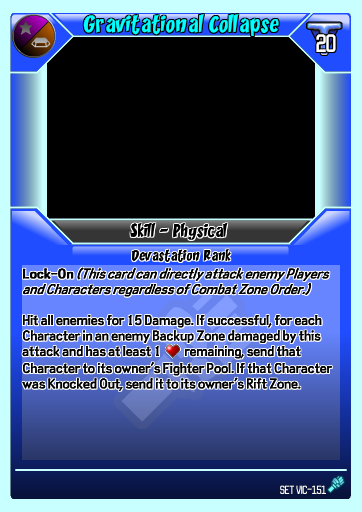 Gravitational Collapse
20
Skill - Physical
Devastation Rank
Lock-On (This card can directly attack enemy Players
and Characters regardless of Combat Zone Order.)
Hit all enemies for 15 Damage. If successful, for each
Character in an enemy Backup Zone damaged by this
attack and has at least 1 ❤ remaining, send that
Character to its owner's Fighter Pool. If that Character
was Knocked Out, send it to its owner's Rift Zone.
SET VIC-151